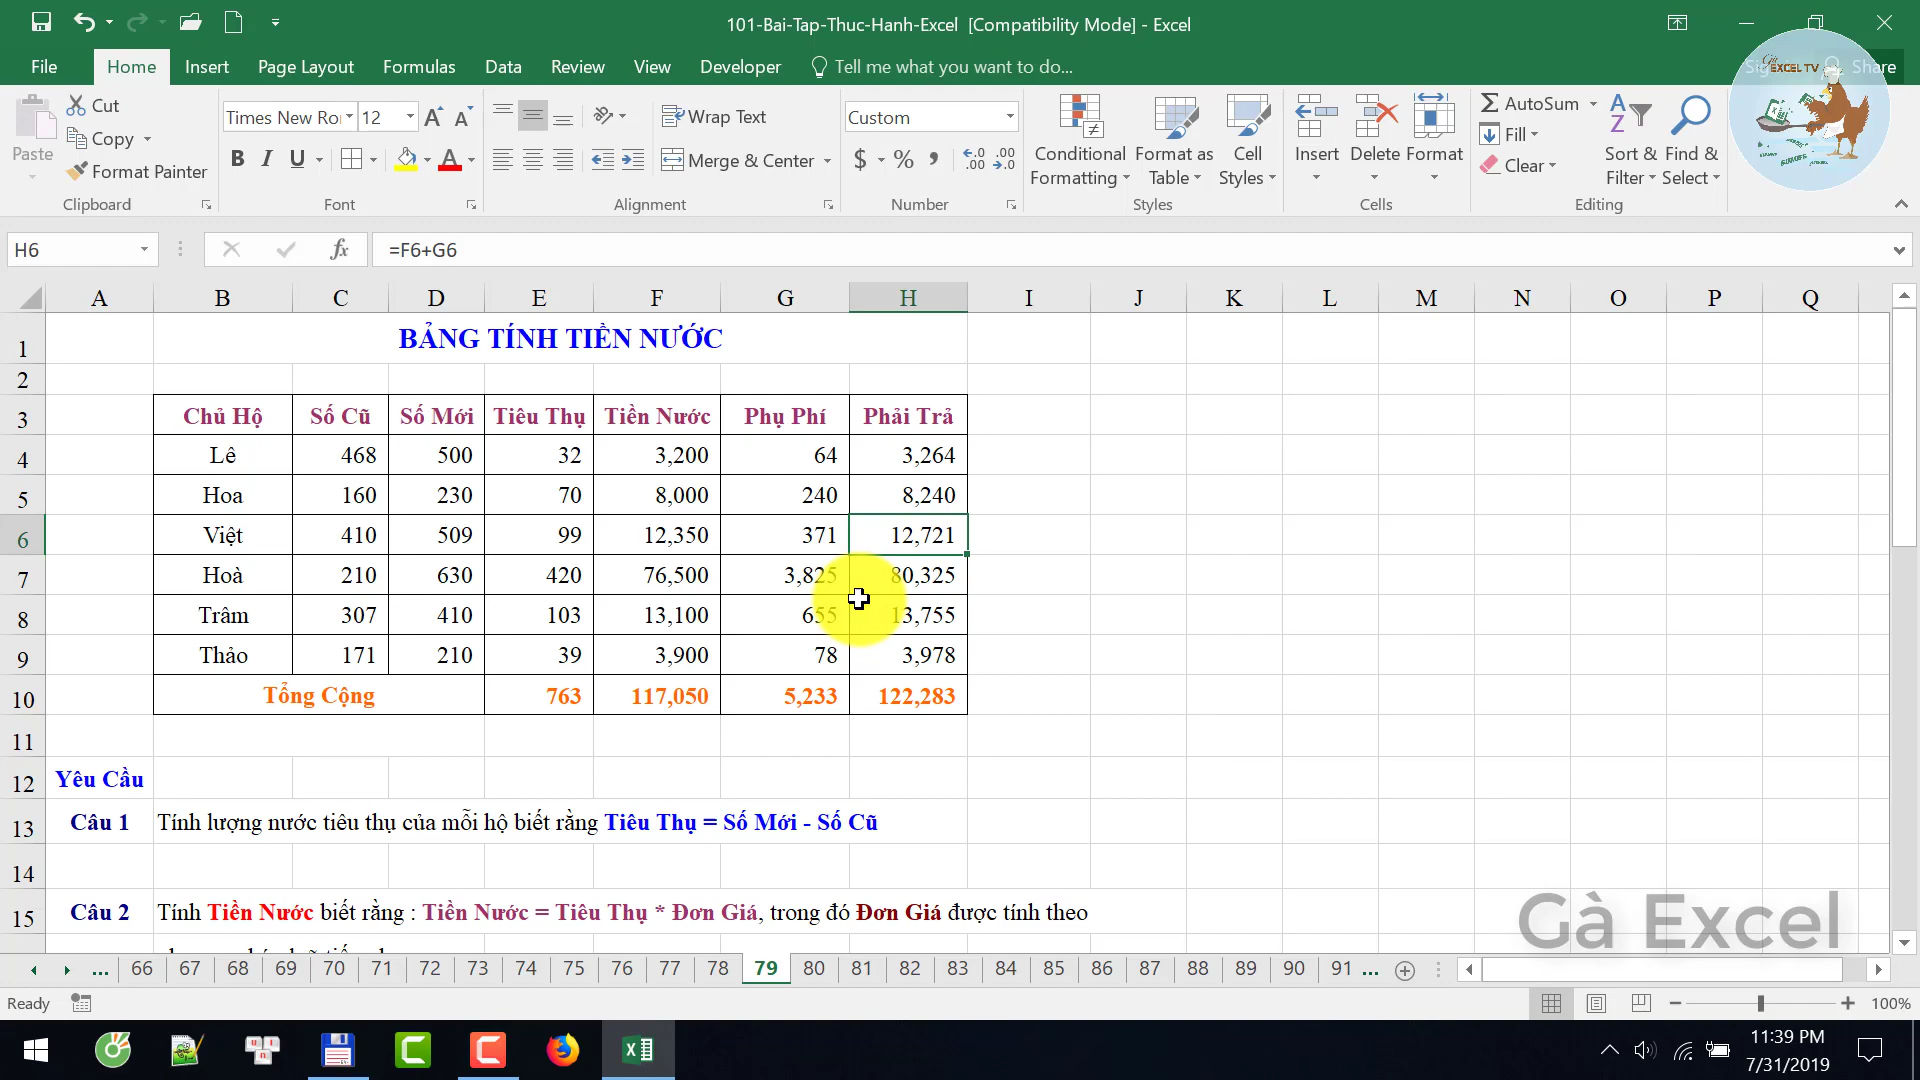 101-Bai-Tap-Thuc-Hanh-Excel [Compatibility Mode] - Excel
File Home Insert Page Layout Formulas Data Review View Developer Tell me what you want to do... Share
EXCEL TV
Paste
Cut
Copy
Format Painter
Times New Ro 12
B I U
Wrap Text
Merge & Center
Custom
$ % ,
Conditional Formatting
Format as Table
Cell Styles
Insert Delete Format
AutoSum
Fill
Clear
Sort & Filter
Find & Select
Clipboard Font Alignment Number Styles Cells Editing
H6 fx =F6+G6
A B C D E F G H I J K L M N O P Q
1 BẢNG TÍNH TIỀN NƯỚC
2
3 Chủ Hộ Số Cũ Số Mới Tiêu Thụ Tiền Nước Phụ Phí Phải Trả
4 Lê 468 500 32 3,200 64 3,264
5 Hoa 160 230 70 8,000 240 8,240
6 Việt 410 509 99 12,350 371 12,721
7 Hoà 210 630 420 76,500 3,825 80,325
8 Trâm 307 410 103 13,100 655 13,755
9 Thảo 171 210 39 3,900 78 3,978
10 Tổng Cộng 763 117,050 5,233 122,283
11
12 Yêu Cầu
13 Câu 1 Tính lượng nước tiêu thụ của mỗi hộ biết rằng Tiêu Thụ = Số Mới - Số Cũ
14
15 Câu 2 Tính Tiền Nước biết rằng : Tiền Nước = Tiêu Thụ * Đơn Giá, trong đó Đơn Giá được tính theo
Gà Excel
... 66 67 68 69 70 71 72 73 74 75 76 77 78 79 80 81 82 83 84 85 86 87 88 89 90 91 ...
Ready 100%
11:39 PM
7/31/2019